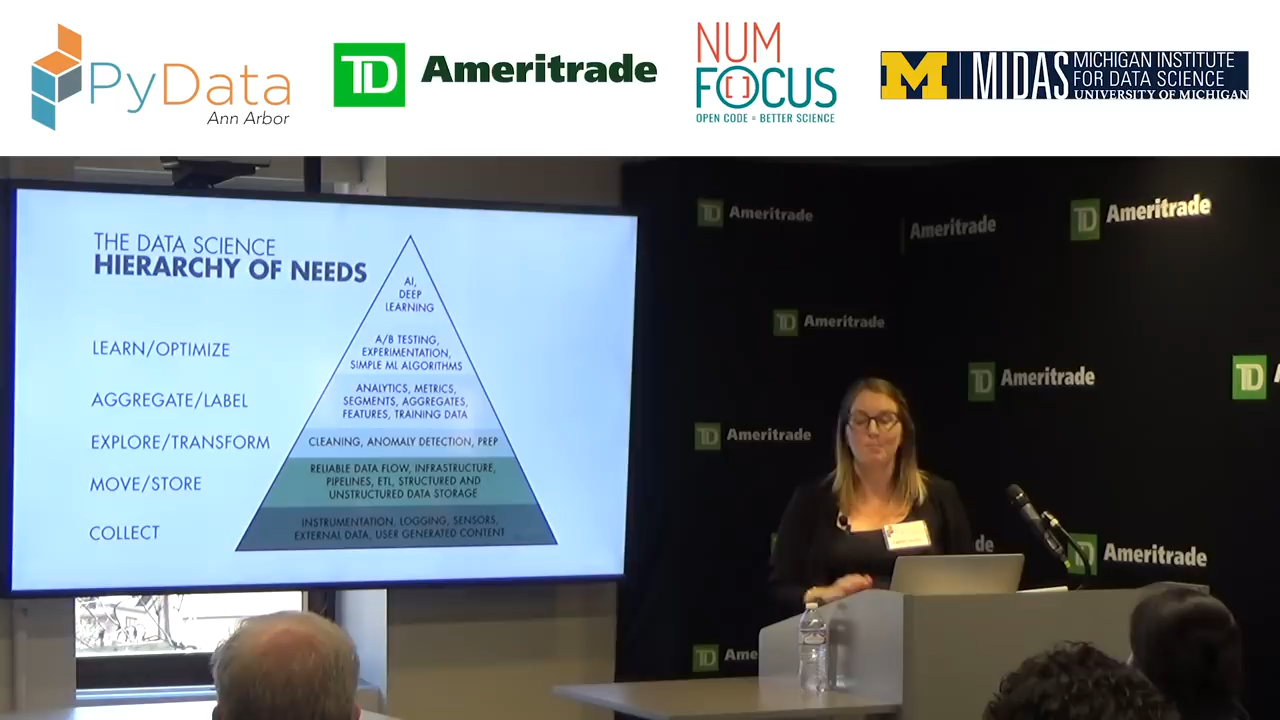 PyData
Ann Arbor
TD Ameritrade
NUM
FOCUS
OPEN CODE = BETTER SCIENCE
M MIDAS
MICHIGAN INSTITUTE
FOR DATA SCIENCE
UNIVERSITY OF MICHIGAN
THE DATA SCIENCE
HIERARCHY OF NEEDS
AI,
DEEP
LEARNING
LEARN/OPTIMIZE
A/B TESTING,
EXPERIMENTATION,
SIMPLE ML ALGORITHMS
AGGREGATE/LABEL
ANALYTICS, METRICS,
SEGMENTS, AGGREGATES,
FEATURES, TRAINING DATA
EXPLORE/TRANSFORM
CLEANING, ANOMALY DETECTION, PREP
MOVE/STORE
RELIABLE DATA FLOW, INFRASTRUCTURE,
PIPELINES, ETL, STRUCTURED AND
UNSTRUCTURED DATA STORAGE
COLLECT
INSTRUMENTATION, LOGGING, SENSORS,
EXTERNAL DATA, USER GENERATED CONTENT
TD Ameritrade
Ameritrade
TD Ameritrade
TD Ameritrade
TD Ameritrade
TD A
TD Ameritrade
de
TD Ameritrade
TD Ame